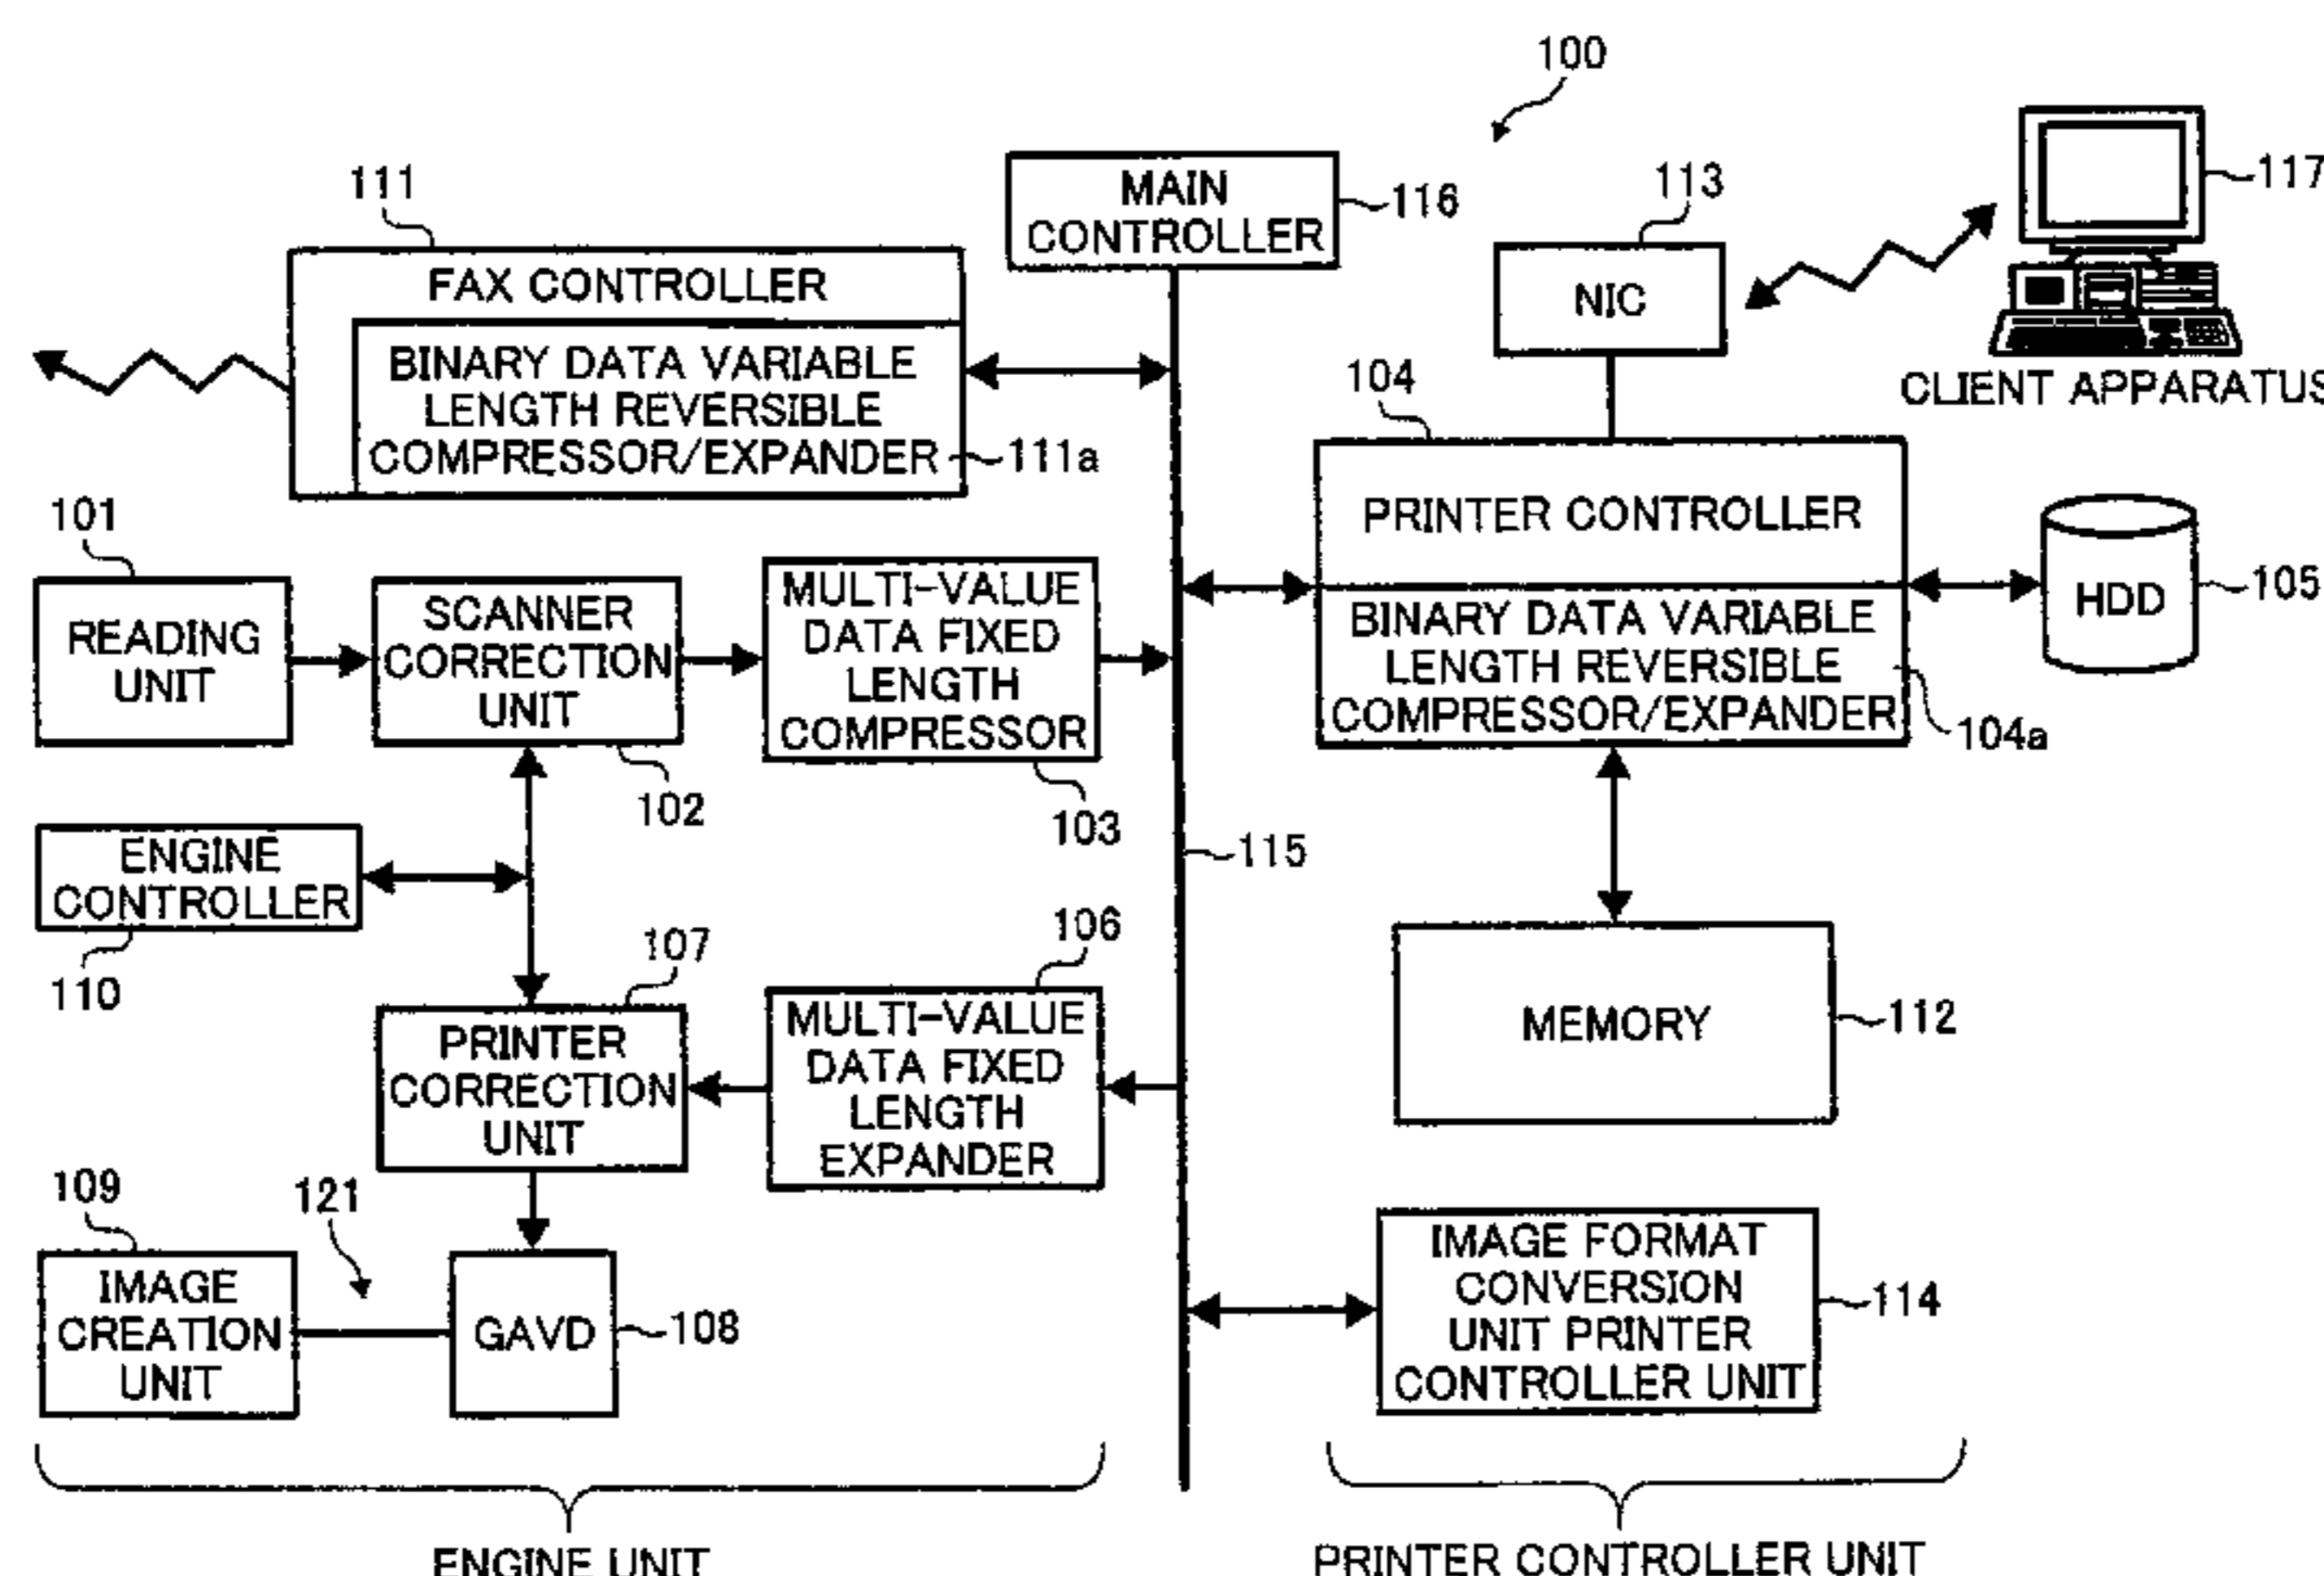 100
111
FAX CONTROLLER
BINARY DATA VARIABLE
LENGTH REVERSIBLE
COMPRESSOR/EXPANDER
111a
MAIN
CONTROLLER
116
113
NIC
117
CLIENT APPARATUS
104
PRINTER CONTROLLER
BINARY DATA VARIABLE
LENGTH REVERSIBLE
COMPRESSOR/EXPANDER
104a
HDD
105
101
READING
UNIT
SCANNER
CORRECTION
UNIT
102
MULTI-VALUE
DATA FIXED
LENGTH
COMPRESSOR
103
115
ENGINE
CONTROLLER
110
107
PRINTER
CORRECTION
UNIT
106
MULTI-VALUE
DATA FIXED
LENGTH
EXPANDER
MEMORY
112
109
IMAGE
CREATION
UNIT
121
GAVD
108
IMAGE FORMAT
CONVERSION
UNIT PRINTER
CONTROLLER UNIT
114
ENGINE UNIT
PRINTER CONTROLLER UNIT